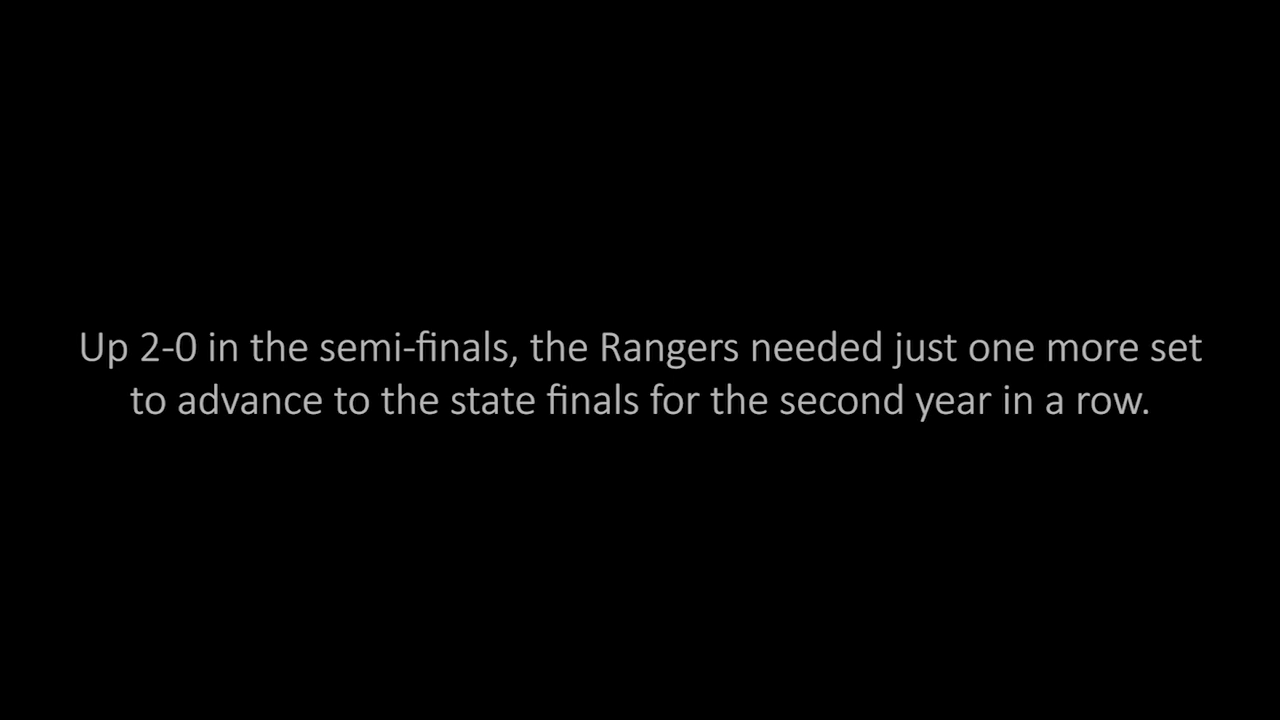 Up 2-0 in the semi-finals, the Rangers needed just one more set
to advance to the state finals for the second year in a row.